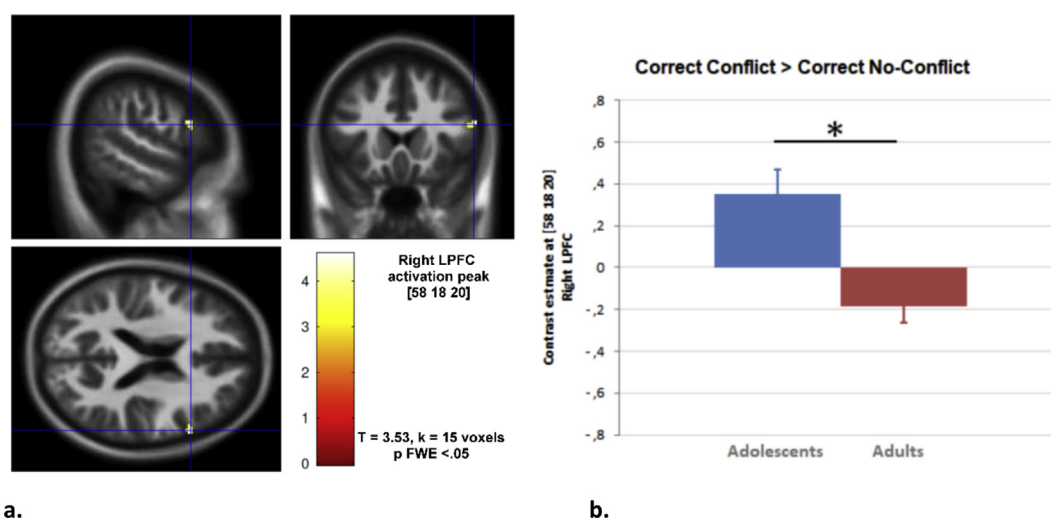 Right LPFC
activation peak
[58 18 20]
4
3
2
1
0
T = 3.53, k = 15 voxels
p FWE <.05
a.
Correct Conflict > Correct No-Conflict
Contrast estmate at [58 18 20]
Right LPFC
,8
,6
,4
,2
0
-,2
-,4
-,6
-,8
*
Adolescents Adults
b.